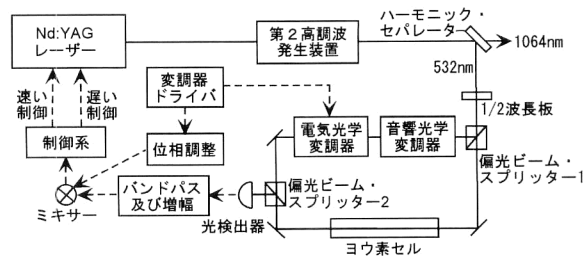 Nd:YAG
レーザー
第2高調波
発生装置
ハーモニック・
セパレーター
1064nm
532nm
速い
制御
遅い
制御
変調器
ドライバ
1/2波長板
電気光学
変調器
音響光学
変調器
制御系
位相調整
偏光ビーム・
スプリッター1
バンドパス
及び増幅
偏光ビーム・
スプリッター2
ミキサー
光検出器
ヨウ素セル